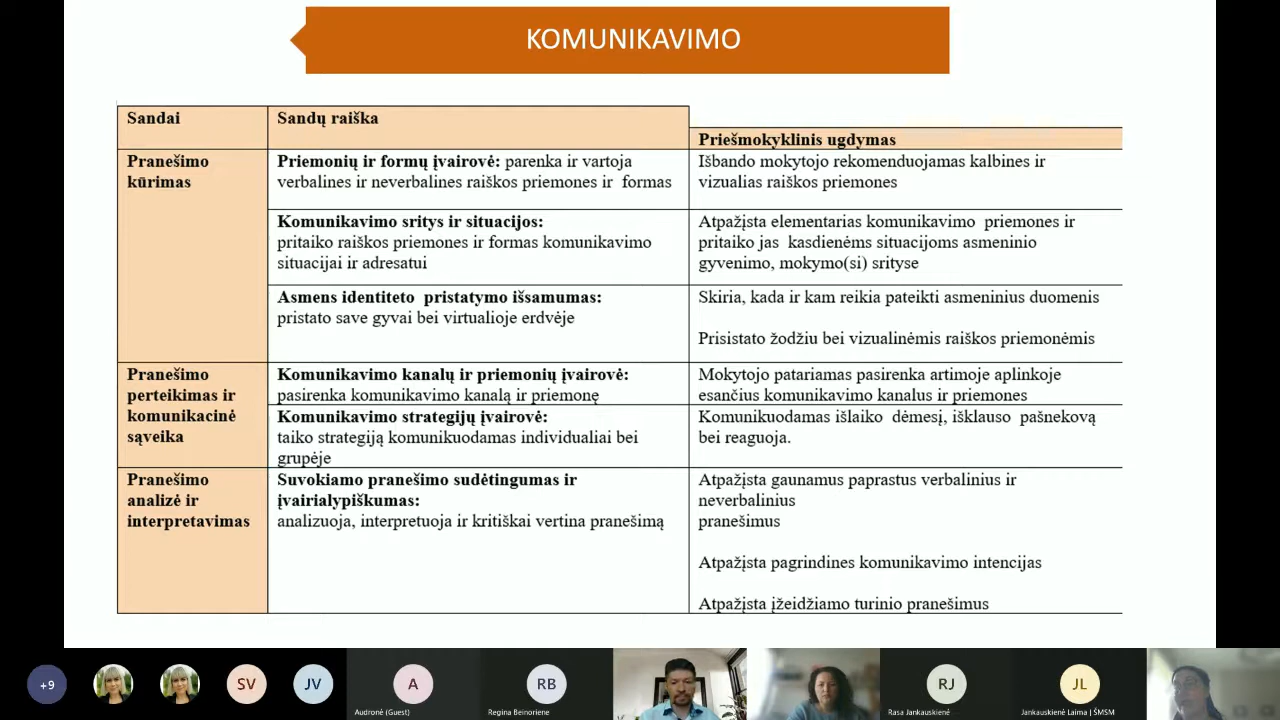 KOMUNIKAVIMO
Sandai
Sandų raiška
Priešmokyklinis ugdymas
Pranešimo
kūrimas
Priemonių ir formų įvairovė: parenka ir vartoja
verbalines ir neverbalines raiškos priemones ir formas
Išbando mokytojo rekomenduojamas kalbines ir
vizualias raiškos priemones
Komunikavimo sritys ir situacijos:
pritaiko raiškos priemones ir formas komunikavimo
situacijai ir adresatui
Atpažįsta elementarias komunikavimo priemones ir
pritaiko jas kasdienėms situacijoms asmeninio
gyvenimo, mokymo(si) srityse
Asmens identiteto pristatymo išsamumas:
pristato save gyvai bei virtualioje erdvėje
Skiria, kada ir kam reikia pateikti asmeninius duomenis
Prisistato žodžiu bei vizualinėmis raiškos priemonėmis
Pranešimo
perteikimas ir
komunikacinė
sąveika
Komunikavimo kanalų ir priemonių įvairovė:
pasirenka komunikavimo kanalą ir priemonę
Mokytojo patariamas pasirenka artimoje aplinkoje
esančius komunikavimo kanalus ir priemones
Komunikavimo strategijų įvairovė:
taiko strategiją komunikuodamas individualiai bei
grupėje
Komunikuodamas išlaiko dėmesį, išklauso pašnekovą
bei reaguoja.
Pranešimo
analizė ir
interpretavimas
Suvokiamo pranešimo sudėtingumas ir
įvairialypiškumas:
analizuoja, interpretuoja ir kritiškai vertina pranešimą
Atpažįsta gaunamus paprastus verbalinius ir
neverbalinius
pranešimus
Atpažįsta pagrindines komunikavimo intencijas
Atpažįsta įžeidžiamo turinio pranešimus
+9
SV
JV
A
Audronė (Guest)
RB
Regina Beinoriene
RJ
Rasa Jankauskienė
JL
Jankauskienė Laima | ŠMSM